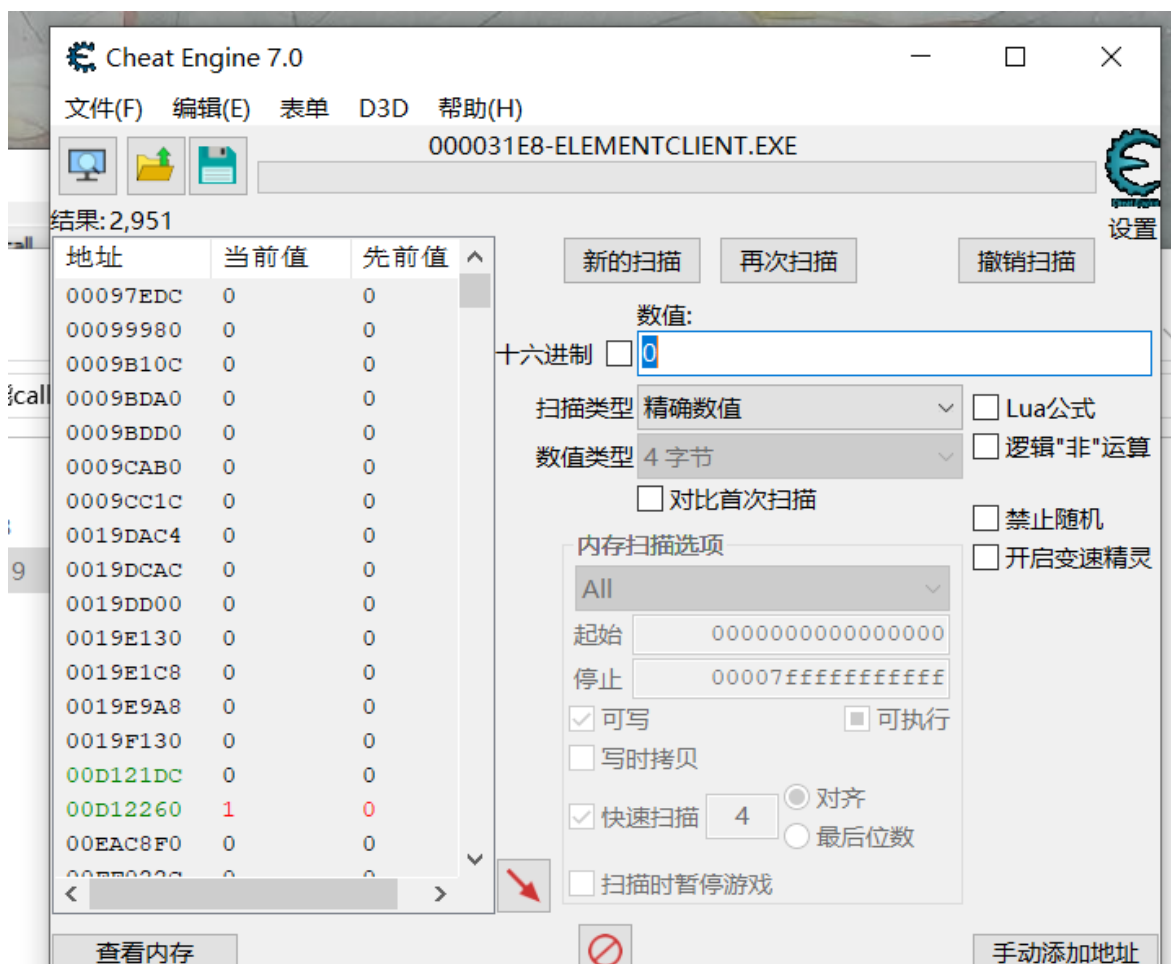 Cheat Engine 7.0
文件(F) 编辑(E) 表单 D3D 帮助(H)
000031E8-ELEMENTCLIENT.EXE
结果:2,951
设置
地址 当前值 先前值
新的扫描 再次扫描 撤销扫描
00097EDC 0 0
数值:
00099980 0 0
十六进制 0
0009B10C 0 0
call
0009BDA0 0 0
扫描类型 精确数值 Lua公式
0009BDD0 0 0
数值类型 4 字节 逻辑"非"运算
0009CAB0 0 0
对比首次扫描
0009CC1C 0 0
禁止随机
0019DAC4 0 0
内存扫描选项
开启变速精灵
9
0019DCAC 0 0
All
0019DD00 0 0
起始 0000000000000000
0019E130 0 0
停止 00007fffffffffff
0019E1C8 0 0
可写 可执行
0019E9A8 0 0
写时拷贝
0019F130 0 0
00D121DC 0 0
对齐
快速扫描 4
00D12260 1 0
最后位数
00EAC8F0 0 0
扫描时暂停游戏
查看内存 手动添加地址